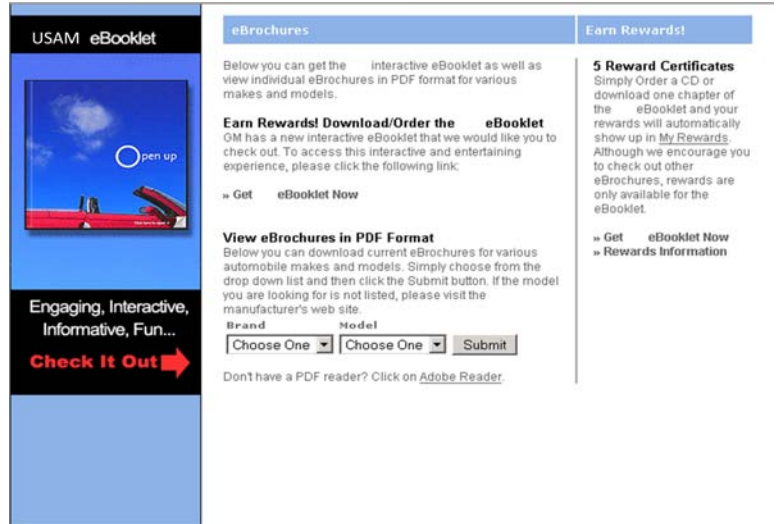 USAM eBooklet
Open up
Engaging, Interactive,
Informative, Fun...
Check It Out
eBrochures
Below you can get the interactive eBooklet as well as
view individual eBrochures in PDF format for various
makes and models.
Earn Rewards! Download/Order the eBooklet
GM has a new interactive eBooklet that we would like you to
check out. To access this interactive and entertaining
experience, please click the following link:
» Get eBooklet Now
View eBrochures in PDF Format
Below you can download current eBrochures for various
automobile makes and models. Simply choose from the
drop down list and then click the Submit button. If the model
you are looking for is not listed, please visit the
manufacturer's web site.
Brand Model
Choose One Choose One Submit
Don't have a PDF reader? Click on Adobe Reader.
Earn Rewards!
5 Reward Certificates
Simply Order a CD or
download one chapter of
the eBooklet and your
rewards will automatically
show up in My Rewards.
Although we encourage you
to check out other
eBrochures, rewards are
only available for the
eBooklet.
» Get eBooklet Now
» Rewards Information